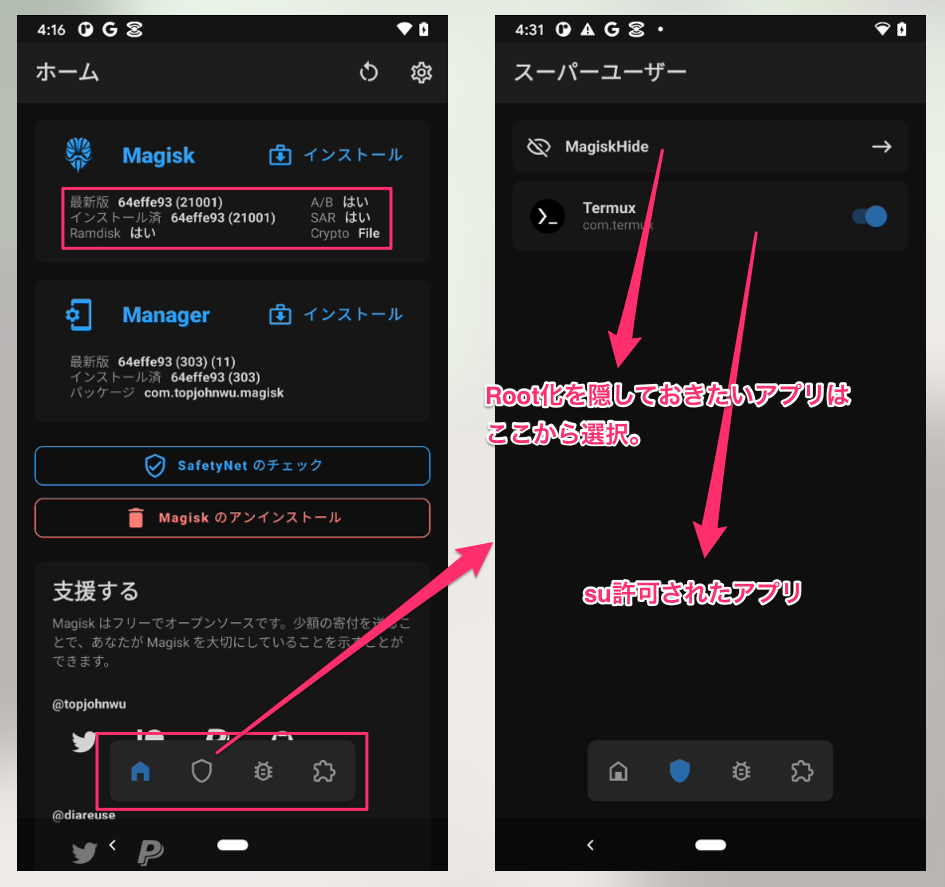 4:16
ホーム
Magisk
インストール
最新版 64effe93 (21001)
インストール済 64effe93 (21001)
Ramdisk はい
A/B はい
SAR はい
Crypto File
Manager
インストール
最新版 64effe93 (303) (11)
インストール済 64effe93 (303)
パッケージ com.topjohnwu.magisk
SafetyNet のチェック
Magisk のアンインストール
支援する
Magisk はフリーでオープンソースです。少額の寄付を送るこ
とで、あなたが Magisk を大切にしていることを示すことが
できます。
@topjohnwu
@diareuse
4:31
スーパーユーザー
MagiskHide
Termux
com.termux
Root化を隠しておきたいアプリは
ここから選択。
su許可されたアプリ